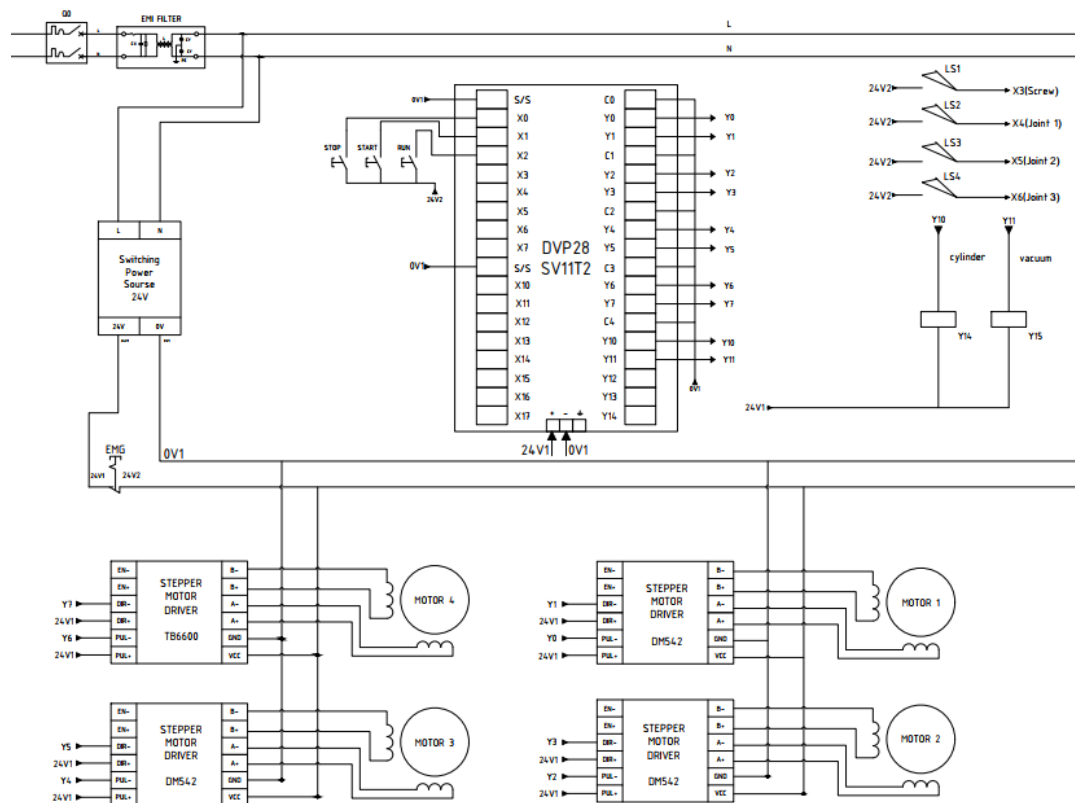 Q0
EMI FILTER
L
N
S/S
X0
X1
X2
X3
X4
X5
X6
X7
S/S
X10
X11
X12
X13
X14
X15
X16
X17
DVP28
SV11T2
C0
Y0
Y1
C1
Y2
Y3
C2
Y4
Y5
C3
Y6
Y7
C4
Y10
Y11
Y12
Y13
Y14
+ -
24V1 0V1
0V1
0V1
STOP START RUN
24V2
Y0
Y1
Y2
Y3
Y4
Y5
Y6
Y7
Y10
Y11
0V1
LS1
24V2 X3(Screw)
LS2
24V2 X4(Joint 1)
LS3
24V2 X5(Joint 2)
LS4
24V2 X6(Joint 3)
Y10 Y11
cylinder vacuum
Y14 Y15
24V1
L N
Switching
Power
Sourse
24V
24V 0V
EMG
24V1 24V2
0V1
EN-
EN+
Y7 DIR-
24V1 DIR+
Y6 PUL-
24V1 PUL+
STEPPER
MOTOR
DRIVER
TB6600
B-
B+
A-
A+
GND
VCC
MOTOR 4
EN-
EN+
Y1 DIR-
24V1 DIR+
Y0 PUL-
24V1 PUL+
STEPPER
MOTOR
DRIVER
DM542
B-
B+
A-
A+
GND
VCC
MOTOR 1
EN-
EN+
Y5 DIR-
24V1 DIR+
Y4 PUL-
24V1 PUL+
STEPPER
MOTOR
DRIVER
DM542
B-
B+
A-
A+
GND
VCC
MOTOR 3
EN-
EN+
Y3 DIR-
24V1 DIR+
Y2 PUL-
24V1 PUL+
STEPPER
MOTOR
DRIVER
DM542
B-
B+
A-
A+
GND
VCC
MOTOR 2